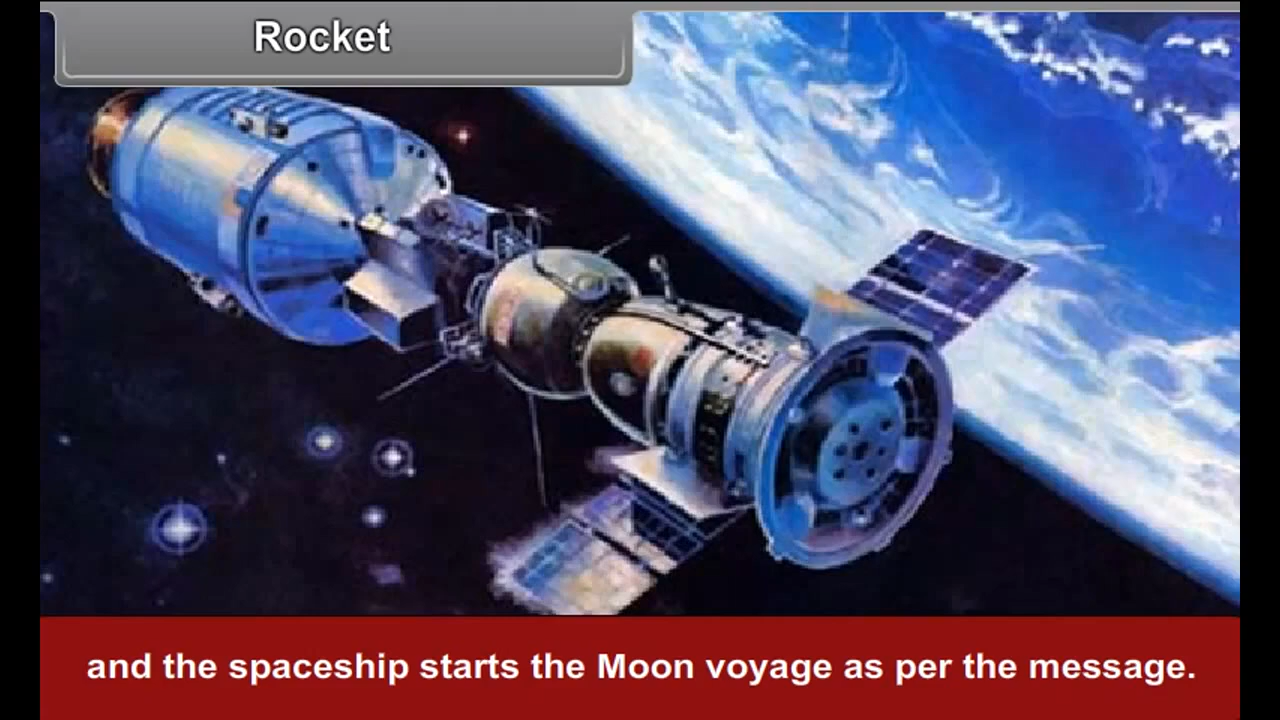 Rocket
and the spaceship starts the Moon voyage as per the message.